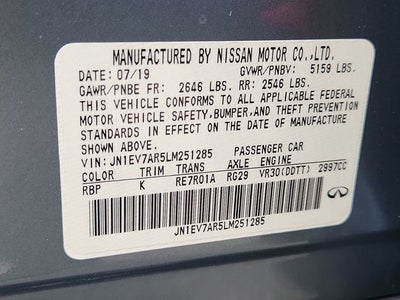 MANUFACTURED BY NISSAN MOTOR CO.,LTD.
DATE: 07/19 GVWR/PNBV: 5159 LBS.
GAWR/PNBE FR: 2646 LBS. RR: 2546 LBS.
THIS VEHICLE CONFORMS TO ALL APPLICABLE FEDERAL
MOTOR VEHICLE SAFETY,BUMPER,AND THEFT PREVENTION
STANDARDS IN EFFECT ON THE DATE OF MANUFACTURE
SHOWN ABOVE.
VIN: JN1EV7AR5LM251285 PASSENGER CAR
COLOR TRIM TRANS AXLE ENGINE
RBP K RE7R01A RG29 VR30(DDTT) 2997CC
JN1EV7AR5LM251285